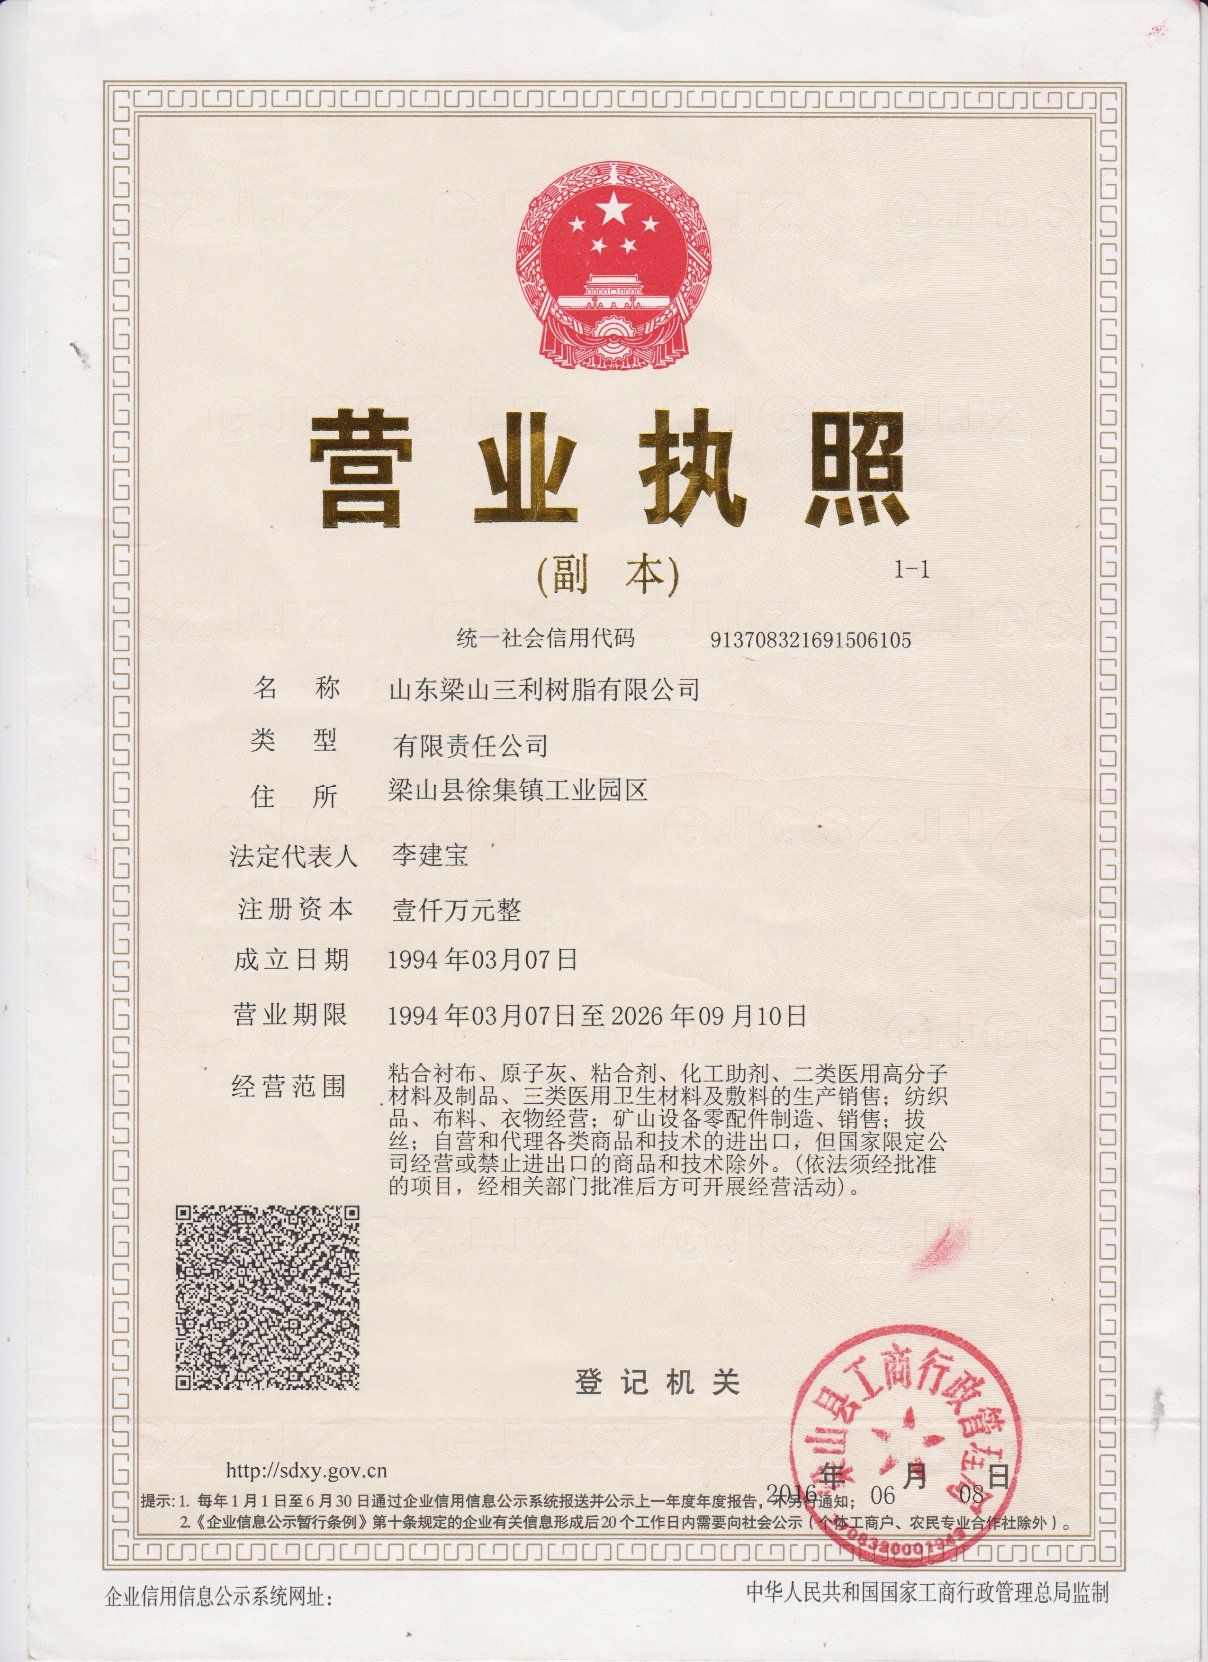 营业执照
(副 本)
1-1
统一社会信用代码 913708321691506105
名 称 山东梁山三利树脂有限公司
类 型 有限责任公司
住 所 梁山县徐集镇工业园区
法定代表人 李建宝
注册资本 壹仟万元整
成立日期 1994年03月07日
营业期限 1994年03月07日至2026年09月10日
经营范围 粘合衬布、原子灰、粘合剂、化工助剂、二类医用高分子
材料及制品、三类医用卫生材料及敷料的生产销售；纺织
品、布料、衣物经营；矿山设备零配件制造、销售；拔
丝；自营和代理各类商品和技术的进出口，但国家限定公
司经营或禁止进出口的商品和技术除外。(依法须经批准
的项目，经相关部门批准后方可开展经营活动)。
登记机关
梁山县工商行政管理局
2016年06月08日
http://sdxy.gov.cn
提示：1. 每年1月1日至6月30日通过企业信用信息公示系统报送并公示上一年度年度报告，不另行通知；
2.《企业信息公示暂行条例》第十条规定的企业有关信息形成后20个工作日内需要向社会公示（个体工商户、农民专业合作社除外）。
企业信用信息公示系统网址：
中华人民共和国国家工商行政管理总局监制